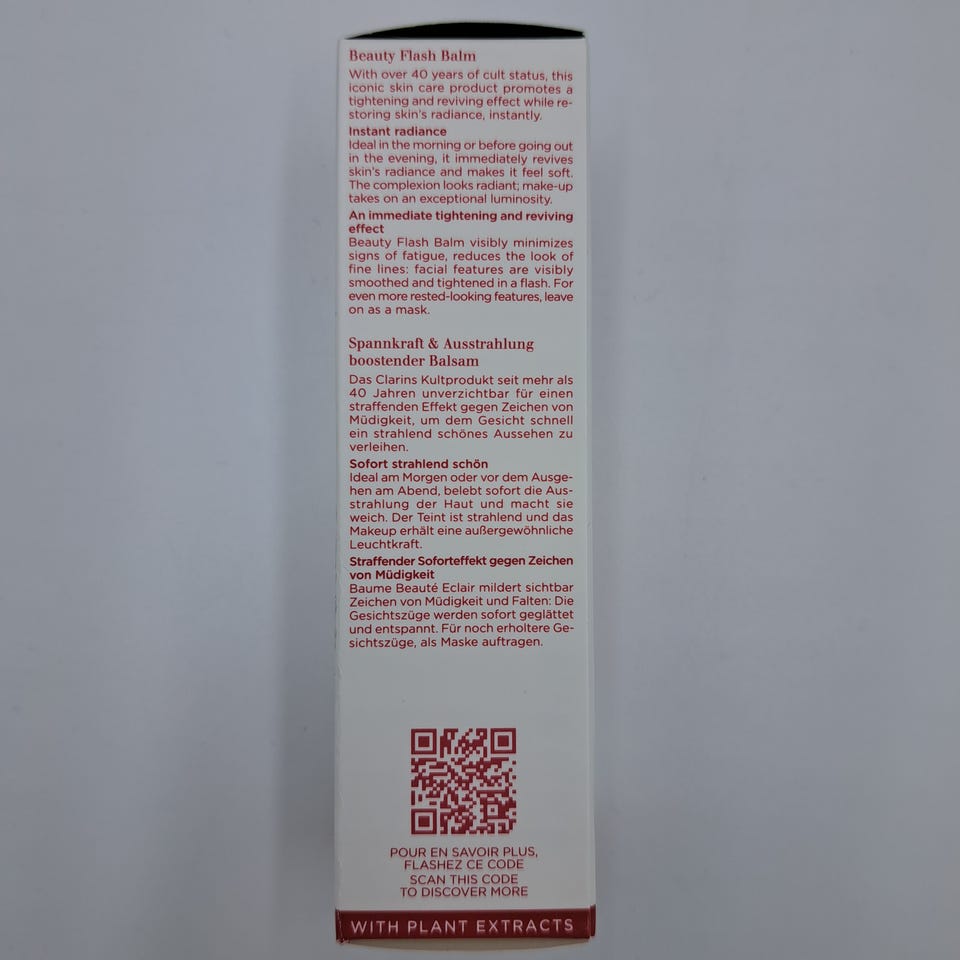 Beauty Flash Balm
With over 40 years of cult status, this
iconic skin care product promotes a
tightening and reviving effect while re-
storing skin's radiance, instantly.
Instant radiance
Ideal in the morning or before going out
in the evening, it immediately revives
skin's radiance and makes it feel soft.
The complexion looks radiant; make-up
takes on an exceptional luminosity.
An immediate tightening and reviving
effect
Beauty Flash Balm visibly minimizes
signs of fatigue, reduces the look of
fine lines: facial features are visibly
smoothed and tightened in a flash. For
even more rested-looking features, leave
on as a mask.
Spannkraft & Ausstrahlung
boostender Balsam
Das Clarins Kultprodukt seit mehr als
40 Jahren unverzichtbar für einen
straffenden Effekt gegen Zeichen von
Müdigkeit, um dem Gesicht schnell
ein strahlend schönes Aussehen zu
verleihen.
Sofort strahlend schön
Ideal am Morgen oder vor dem Ausge-
hen am Abend, belebt sofort die Aus-
strahlung der Haut und macht sie
weich. Der Teint ist strahlend und das
Makeup erhält eine außergewöhnliche
Leuchtkraft.
Straffender Soforteffekt gegen Zeichen
von Müdigkeit
Baume Beauté Eclair mildert sichtbar
Zeichen von Müdigkeit und Falten: Die
Gesichtszüge werden sofort geglättet
und entspannt. Für noch erholtere Ge-
sichtszüge, als Maske auftragen.
POUR EN SAVOIR PLUS,
FLASHEZ CE CODE
SCAN THIS CODE
TO DISCOVER MORE
WITH PLANT EXTRACTS